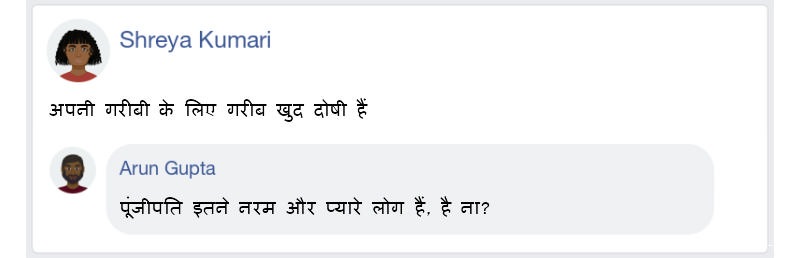 Shreya Kumari
अपनी गरीबी के लिए गरीब खुद दोषी हैं
Arun Gupta
पूंजीपति इतने नरम और प्यारे लोग हैं, है ना?